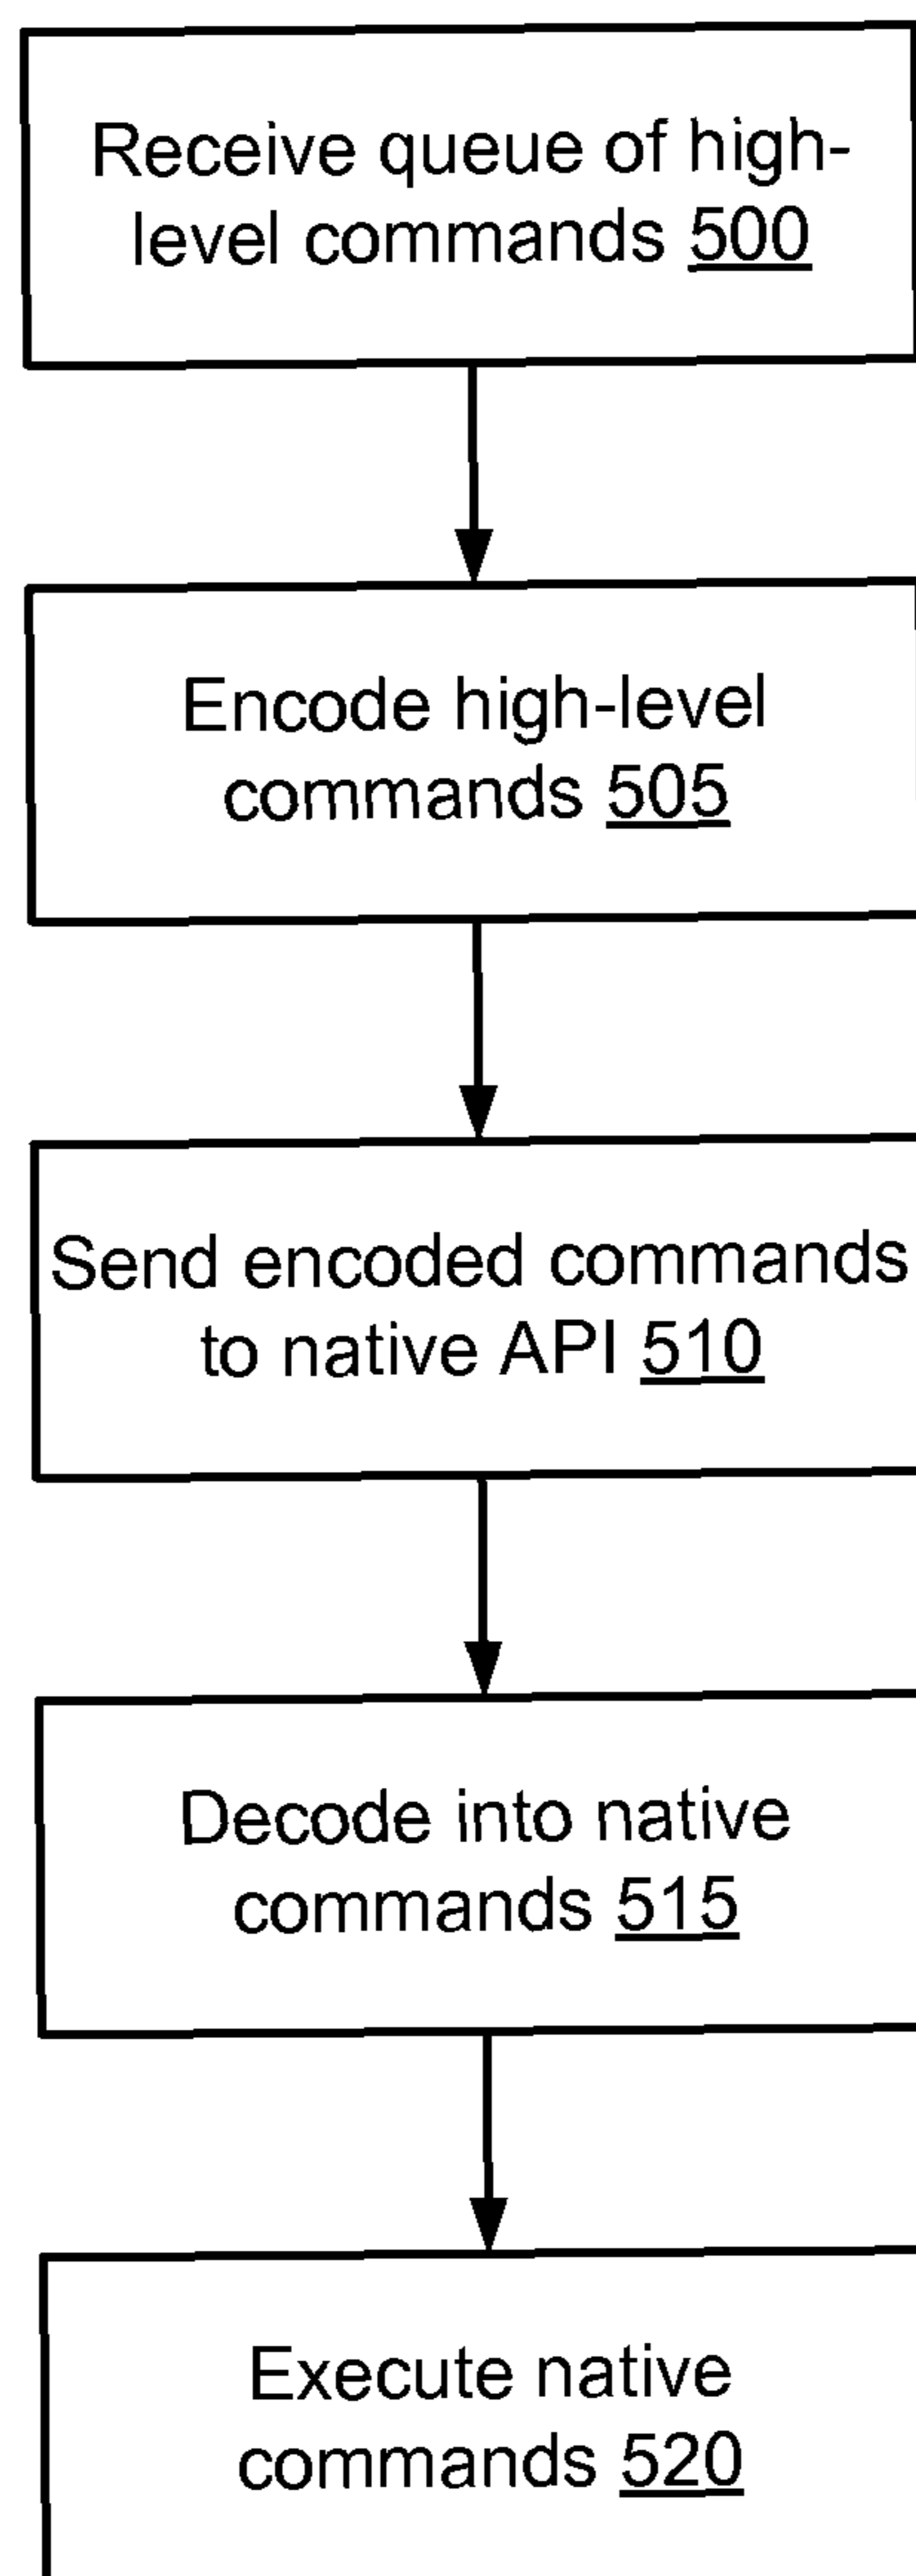 Receive queue of high-
level commands 500
Encode high-level
commands 505
Send encoded commands
to native API 510
Decode into native
commands 515
Execute native
commands 520